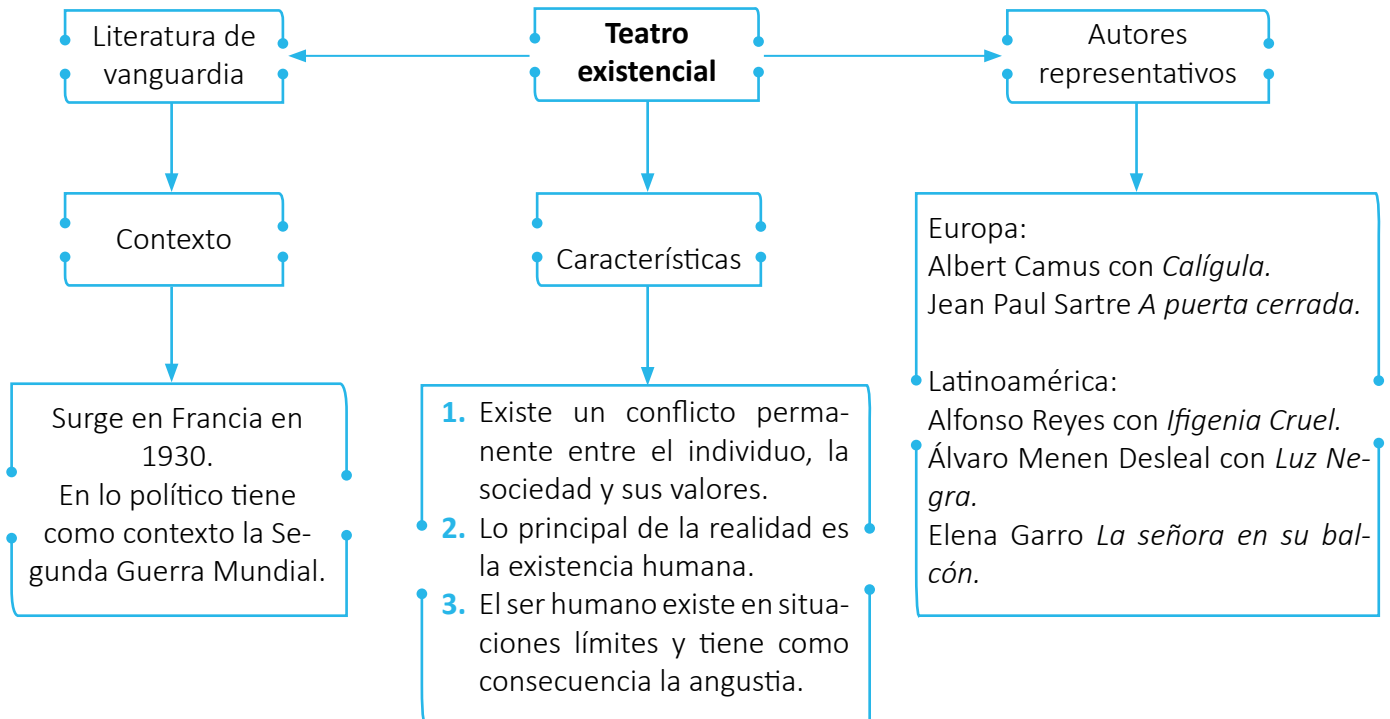 Literatura de
vanguardia
Teatro
existencial
Autores
representativos
Contexto
Características
Surge en Francia en
1930.
En lo político tiene
como contexto la Se-
gunda Guerra Mundial.
1. Existe un conflicto perma-
nente entre el individuo, la
sociedad y sus valores.
2. Lo principal de la realidad es
la existencia humana.
3. El ser humano existe en situa-
ciones límites y tiene como
consecuencia la angustia.
Europa:
Albert Camus con Calígula.
Jean Paul Sartre A puerta cerrada.
Latinoamérica:
Alfonso Reyes con Ifigenia Cruel.
Álvaro Menen Desleal con Luz Ne-
gra.
Elena Garro La señora en su bal-
cón.